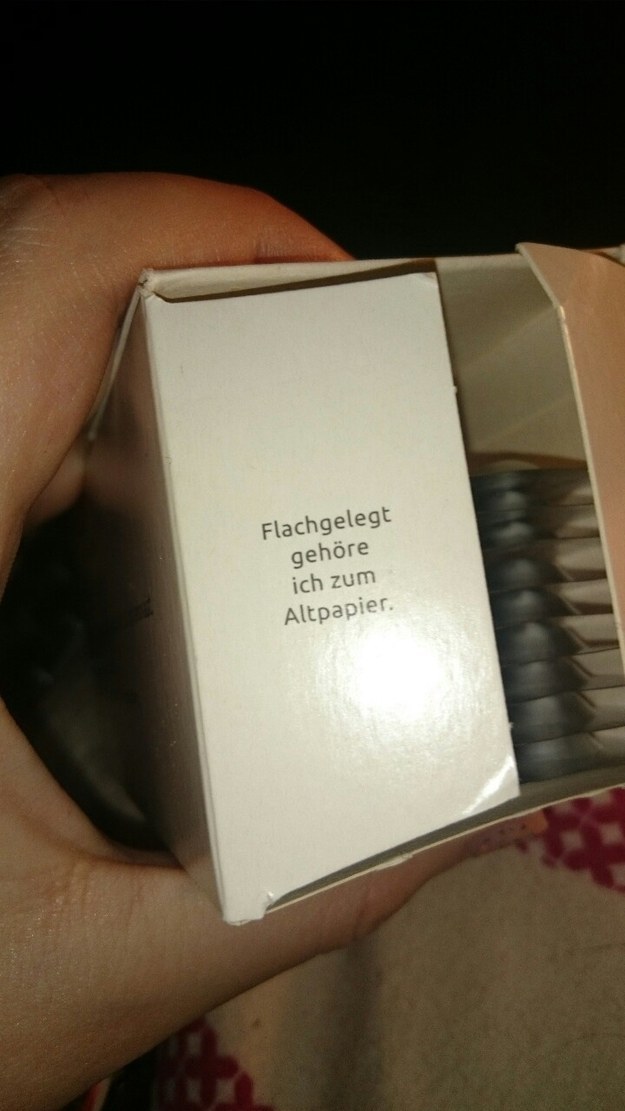 Flachgelegt
gehöre
ich zum
Altpapier.